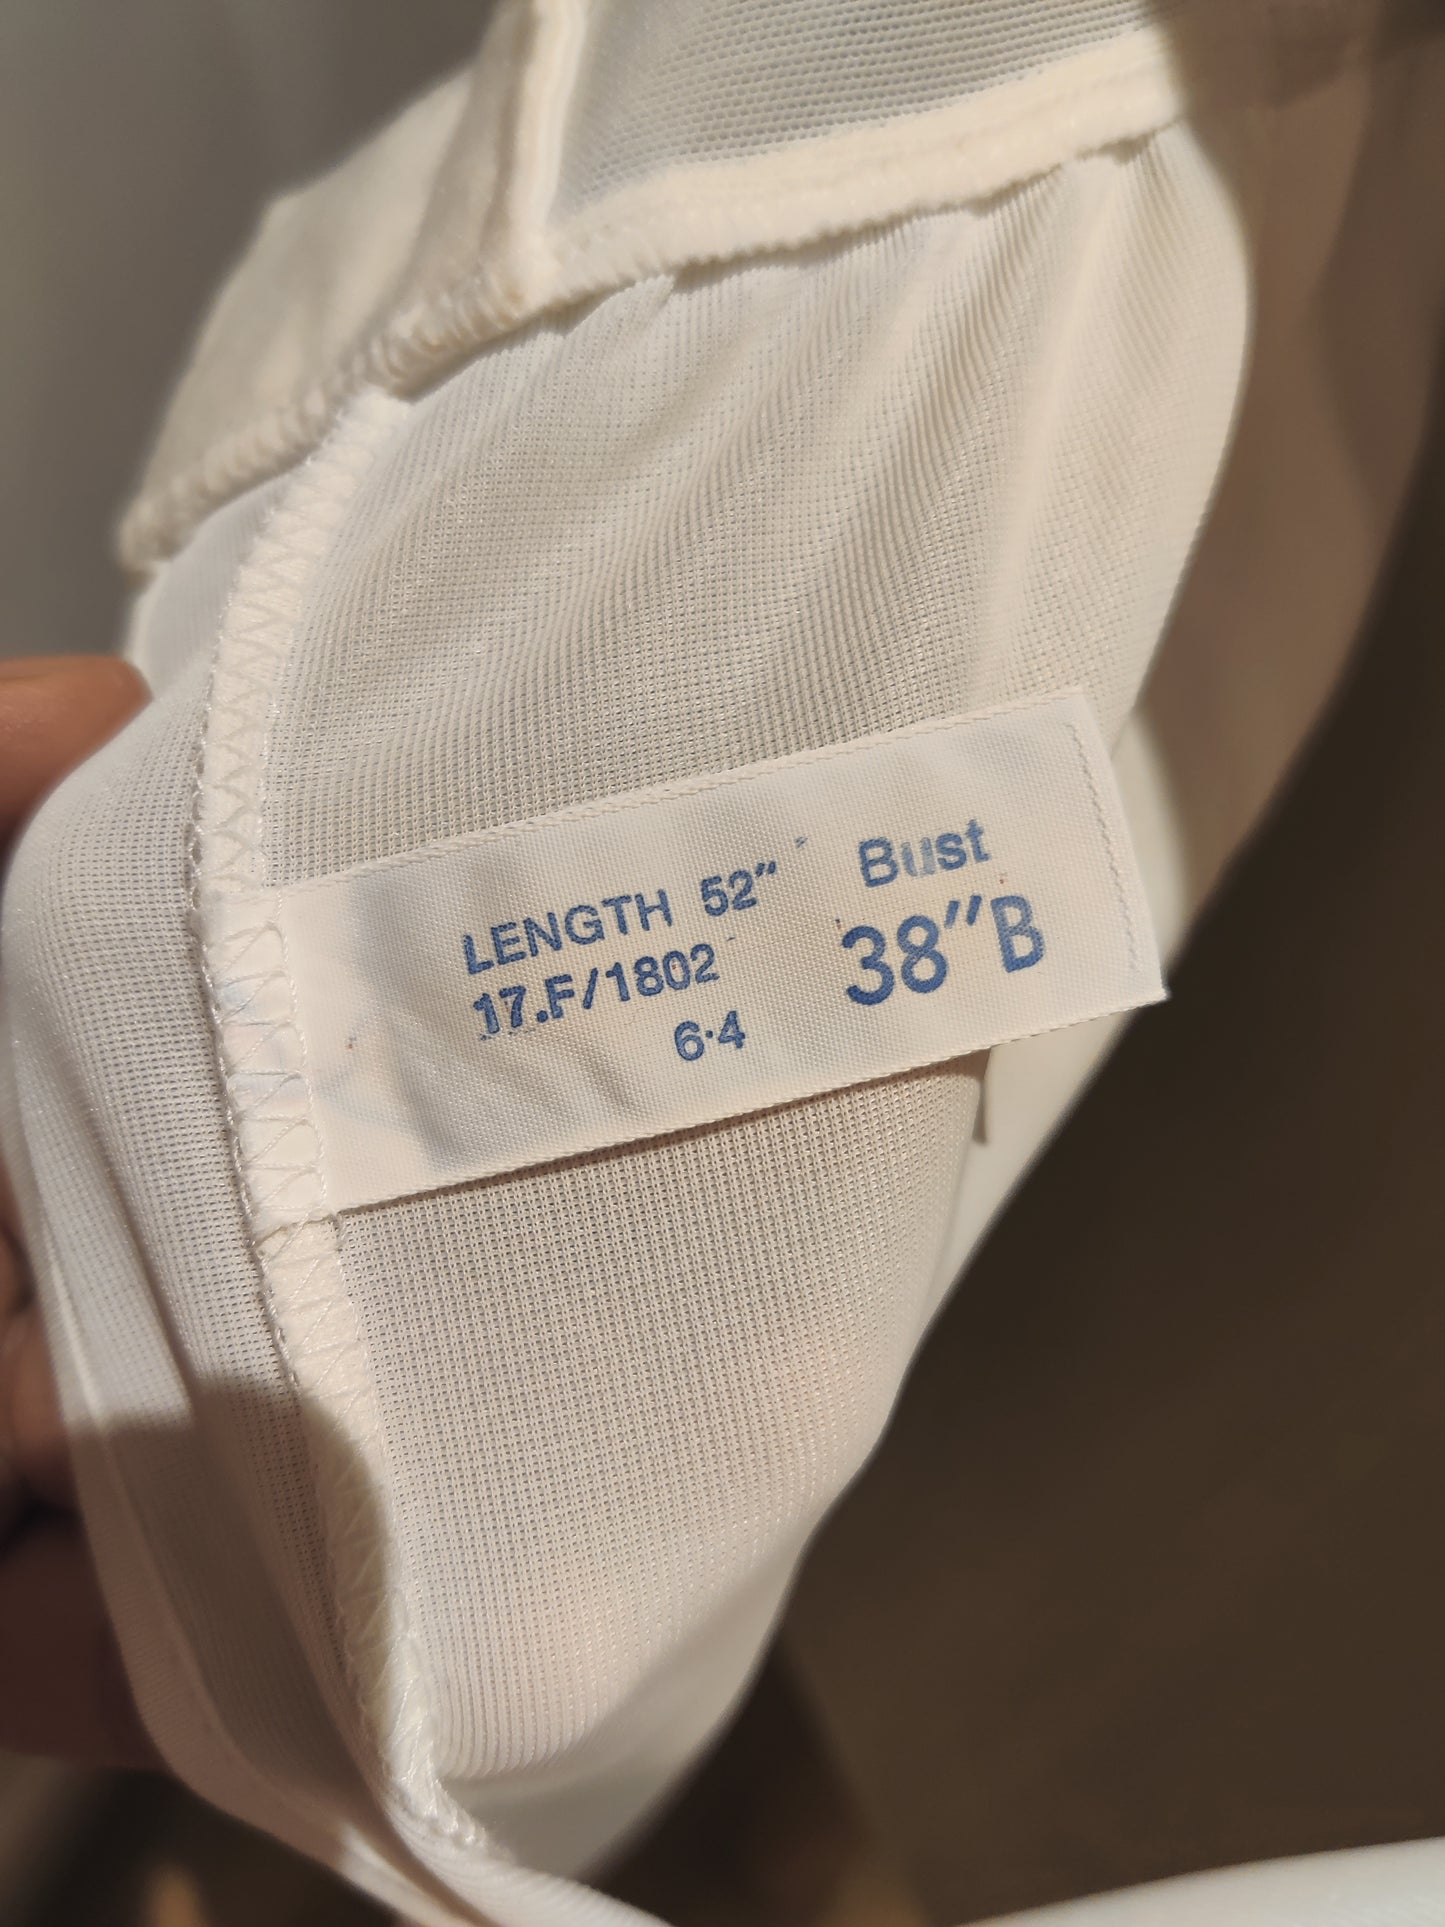 LENGTH 52"
17.F/1802
6·4
Bust
38"B